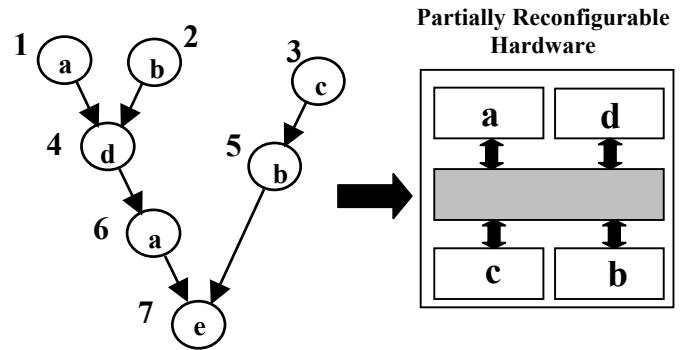 Partially Reconfigurable
Hardware
1 a
2 b
3 c
4 d
5 b
6 a
7 e
a d
c b